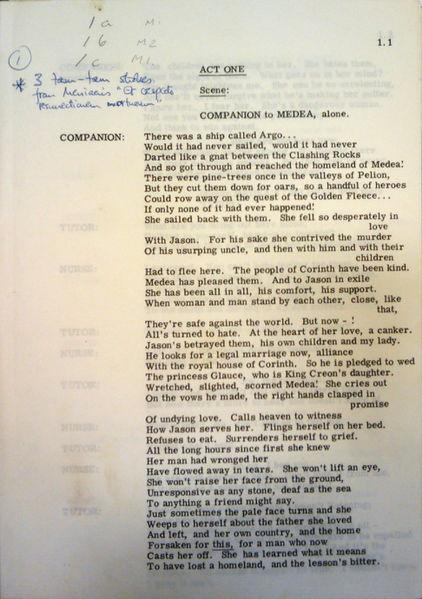 1a M.
1b M2
1c M1
1
1.1
* 3 tam-tam strokes
from Messiaen's "Et expecto
resurrectionem mortuorum"
ACT ONE
Scene:
COMPANION to MEDEA, alone.
COMPANION: There was a ship called Argo...
Would it had never sailed, would it had never
Darted like a gnat between the Clashing Rocks
And so got through and reached the homeland of Medea!
There were pine-trees once in the valleys of Pelion,
But they cut them down for oars, so a handful of heroes
Could row away on the quest of the Golden Fleece...
If only none of it had ever happened!
She sailed back with them. She fell so desperately in
love
With Jason. For his sake she contrived the murder
Of his usurping uncle, and then with him and with their
children
Had to flee here. The people of Corinth have been kind.
Medea has pleased them. And to Jason in exile
She has been all in all, his comfort, his support.
When woman and man stand by each other, close, like
that,
They're safe against the world. But now - !
All's turned to hate. At the heart of her love, a canker.
Jason's betrayed them, his own children and my lady.
He looks for a legal marriage now, alliance
With the royal house of Corinth. So he is pledged to wed
The princess Glauce, who is King Creon's daughter.
Wretched, slighted, scorned Medea! She cries out
On the vows he made, the right hands clasped in
promise
Of undying love. Calls heaven to witness
How Jason serves her. Flings herself on her bed.
Refuses to eat. Surrenders herself to grief.
All the long hours since first she knew
Her man had wronged her
Have flowed away in tears. She won't lift an eye,
She won't raise her face from the ground,
Unresponsive as any stone, deaf as the sea
To anything a friend might say.
Just sometimes the pale face turns and she
Weeps to herself about the father she loved
And left, and her own country, and the home
Forsaken for this, for a man who now
Casts her off. She has learned what it means
To have lost a homeland, and the lesson's bitter.